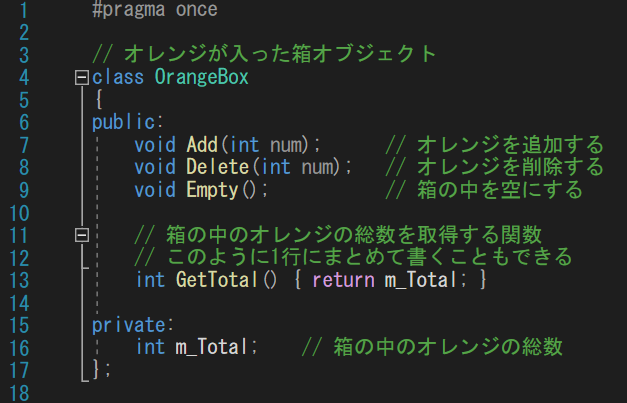 1 #pragma once
2
3 // オレンジが入った箱オブジェクト
4 class OrangeBox
5 {
6 public:
7 void Add(int num); // オレンジを追加する
8 void Delete(int num); // オレンジを削除する
9 void Empty(); // 箱の中を空にする
10
11 // 箱の中のオレンジの総数を取得する関数
12 // このように1行にまとめて書くこともできる
13 int GetTotal() { return m_Total; }
14
15 private:
16 int m_Total; // 箱の中のオレンジの総数
17 };
18